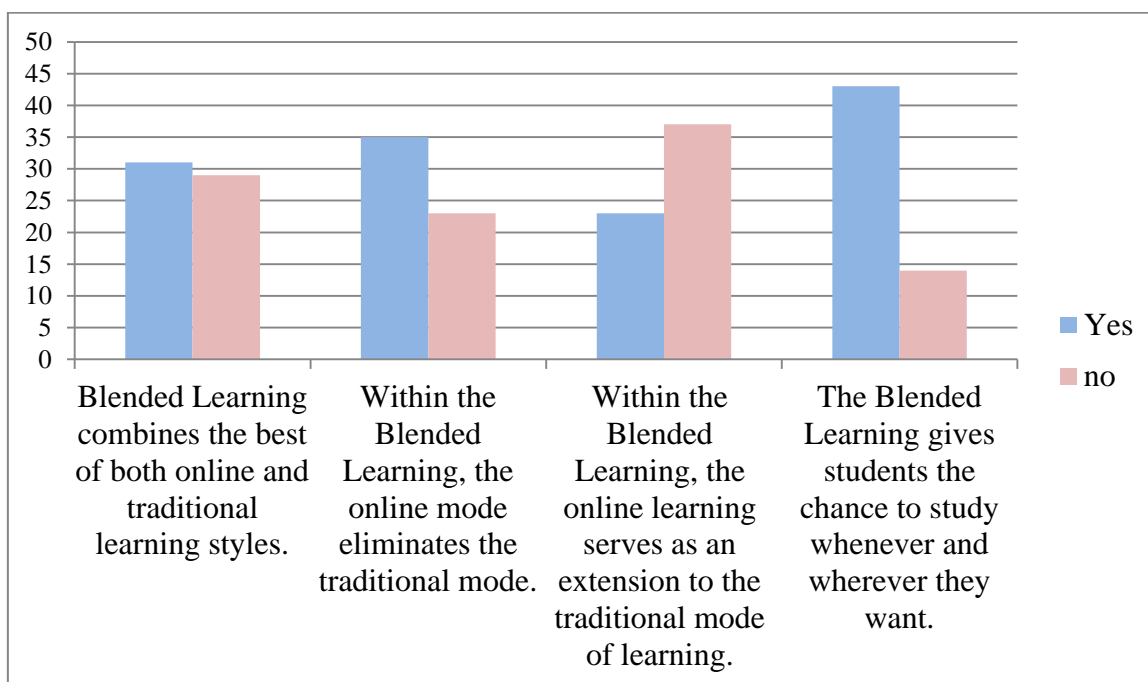 50
45
40
35
30
25
20
15
10
5
0
Yes
no
Blended Learning
combines the best
of both online and
traditional
learning styles.
Within the
Blended
Learning, the
online mode
eliminates the
traditional mode.
Within the
Blended
Learning, the
online learning
serves as an
extension to the
traditional mode
of learning.
The Blended
Learning gives
students the
chance to study
whenever and
wherever they
want.